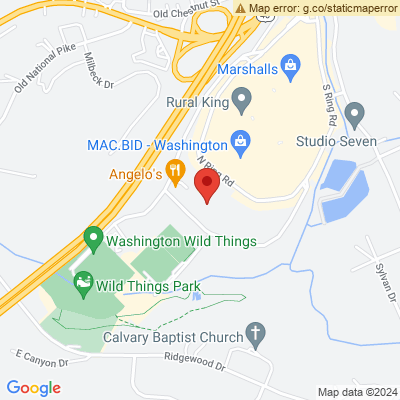 Map error: g.co/staticmaperror
Old Chestnut St
40
Old National Pike
Milbeck Dr
Marshalls
Rural King
S Ring Rd
MAC.BID - Washington
Studio Seven
N Ring Rd
Angelo's
Washington Wild Things
Wild Things Park
Sylvan Dr
Calvary Baptist Church
E Canyon Dr
Ridgewood Dr
Google
Map data ©2024